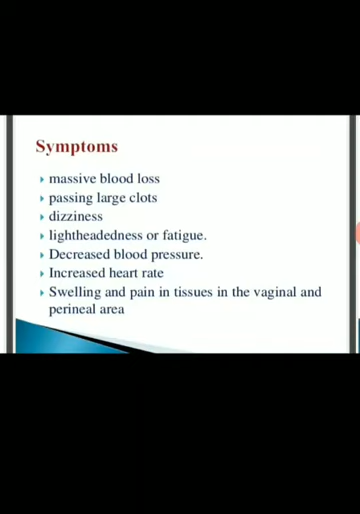 Symptoms
massive blood loss
passing large clots
dizziness
lightheadedness or fatigue.
Decreased blood pressure.
Increased heart rate
Swelling and pain in tissues in the vaginal and
perineal area